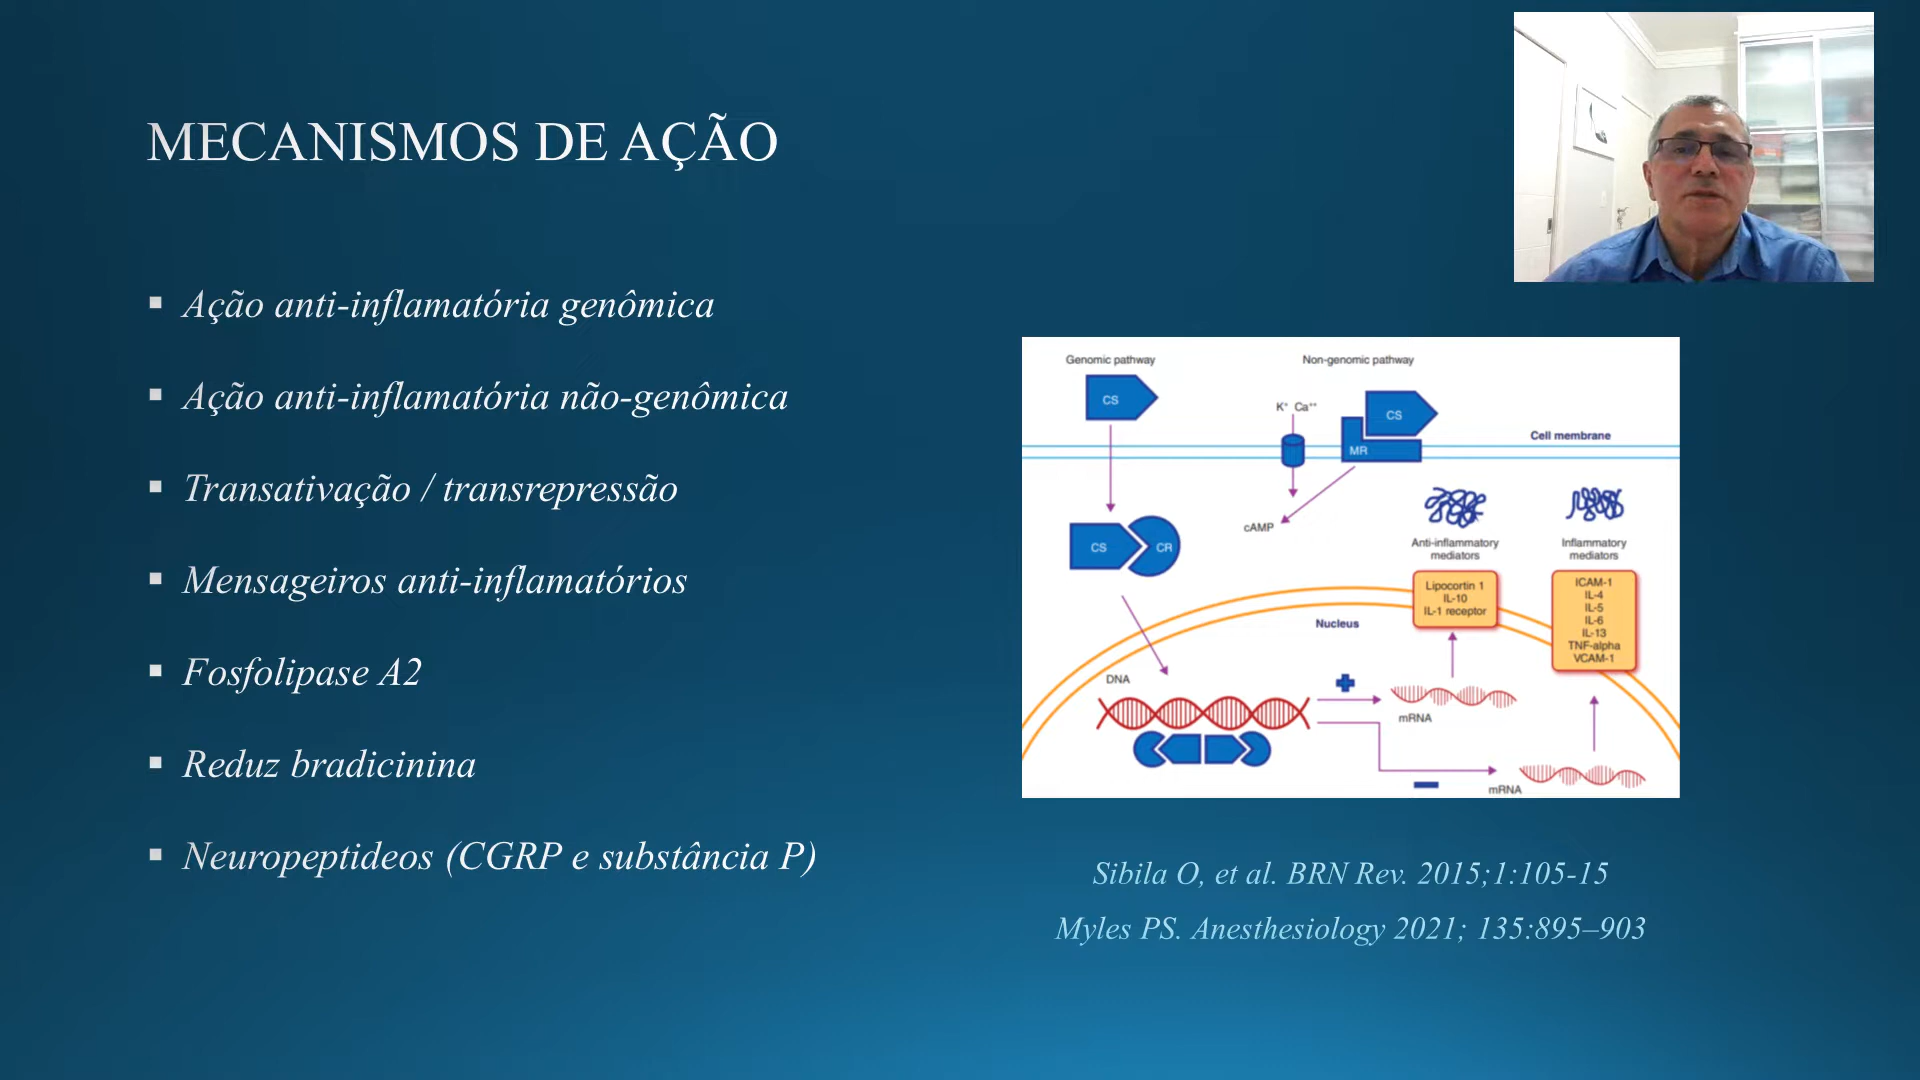 MECANISMOS DE AÇÃO
Ação anti-inflamatória genômica
Ação anti-inflamatória não-genômica
Transativação / transrepressão
Mensageiros anti-inflamatórios
Fosfolipase A2
Reduz bradicinina
Neuropeptideos (CGRP e substância P)
Genomic pathway
Non-genomic pathway
CS
K⁺ Ca⁺⁺
CS
MR
Cell membrane
CS
CR
cAMP
Anti-inflammatory
mediators
Inflammatory
mediators
Lipocortin 1
IL-10
IL-1 receptor
ICAM-1
IL-4
IL-5
IL-6
IL-13
TNF-alpha
VCAM-1
Nucleus
DNA
mRNA
mRNA
Sibila O, et al. BRN Rev. 2015;1:105-15
Myles PS. Anesthesiology 2021; 135:895–903